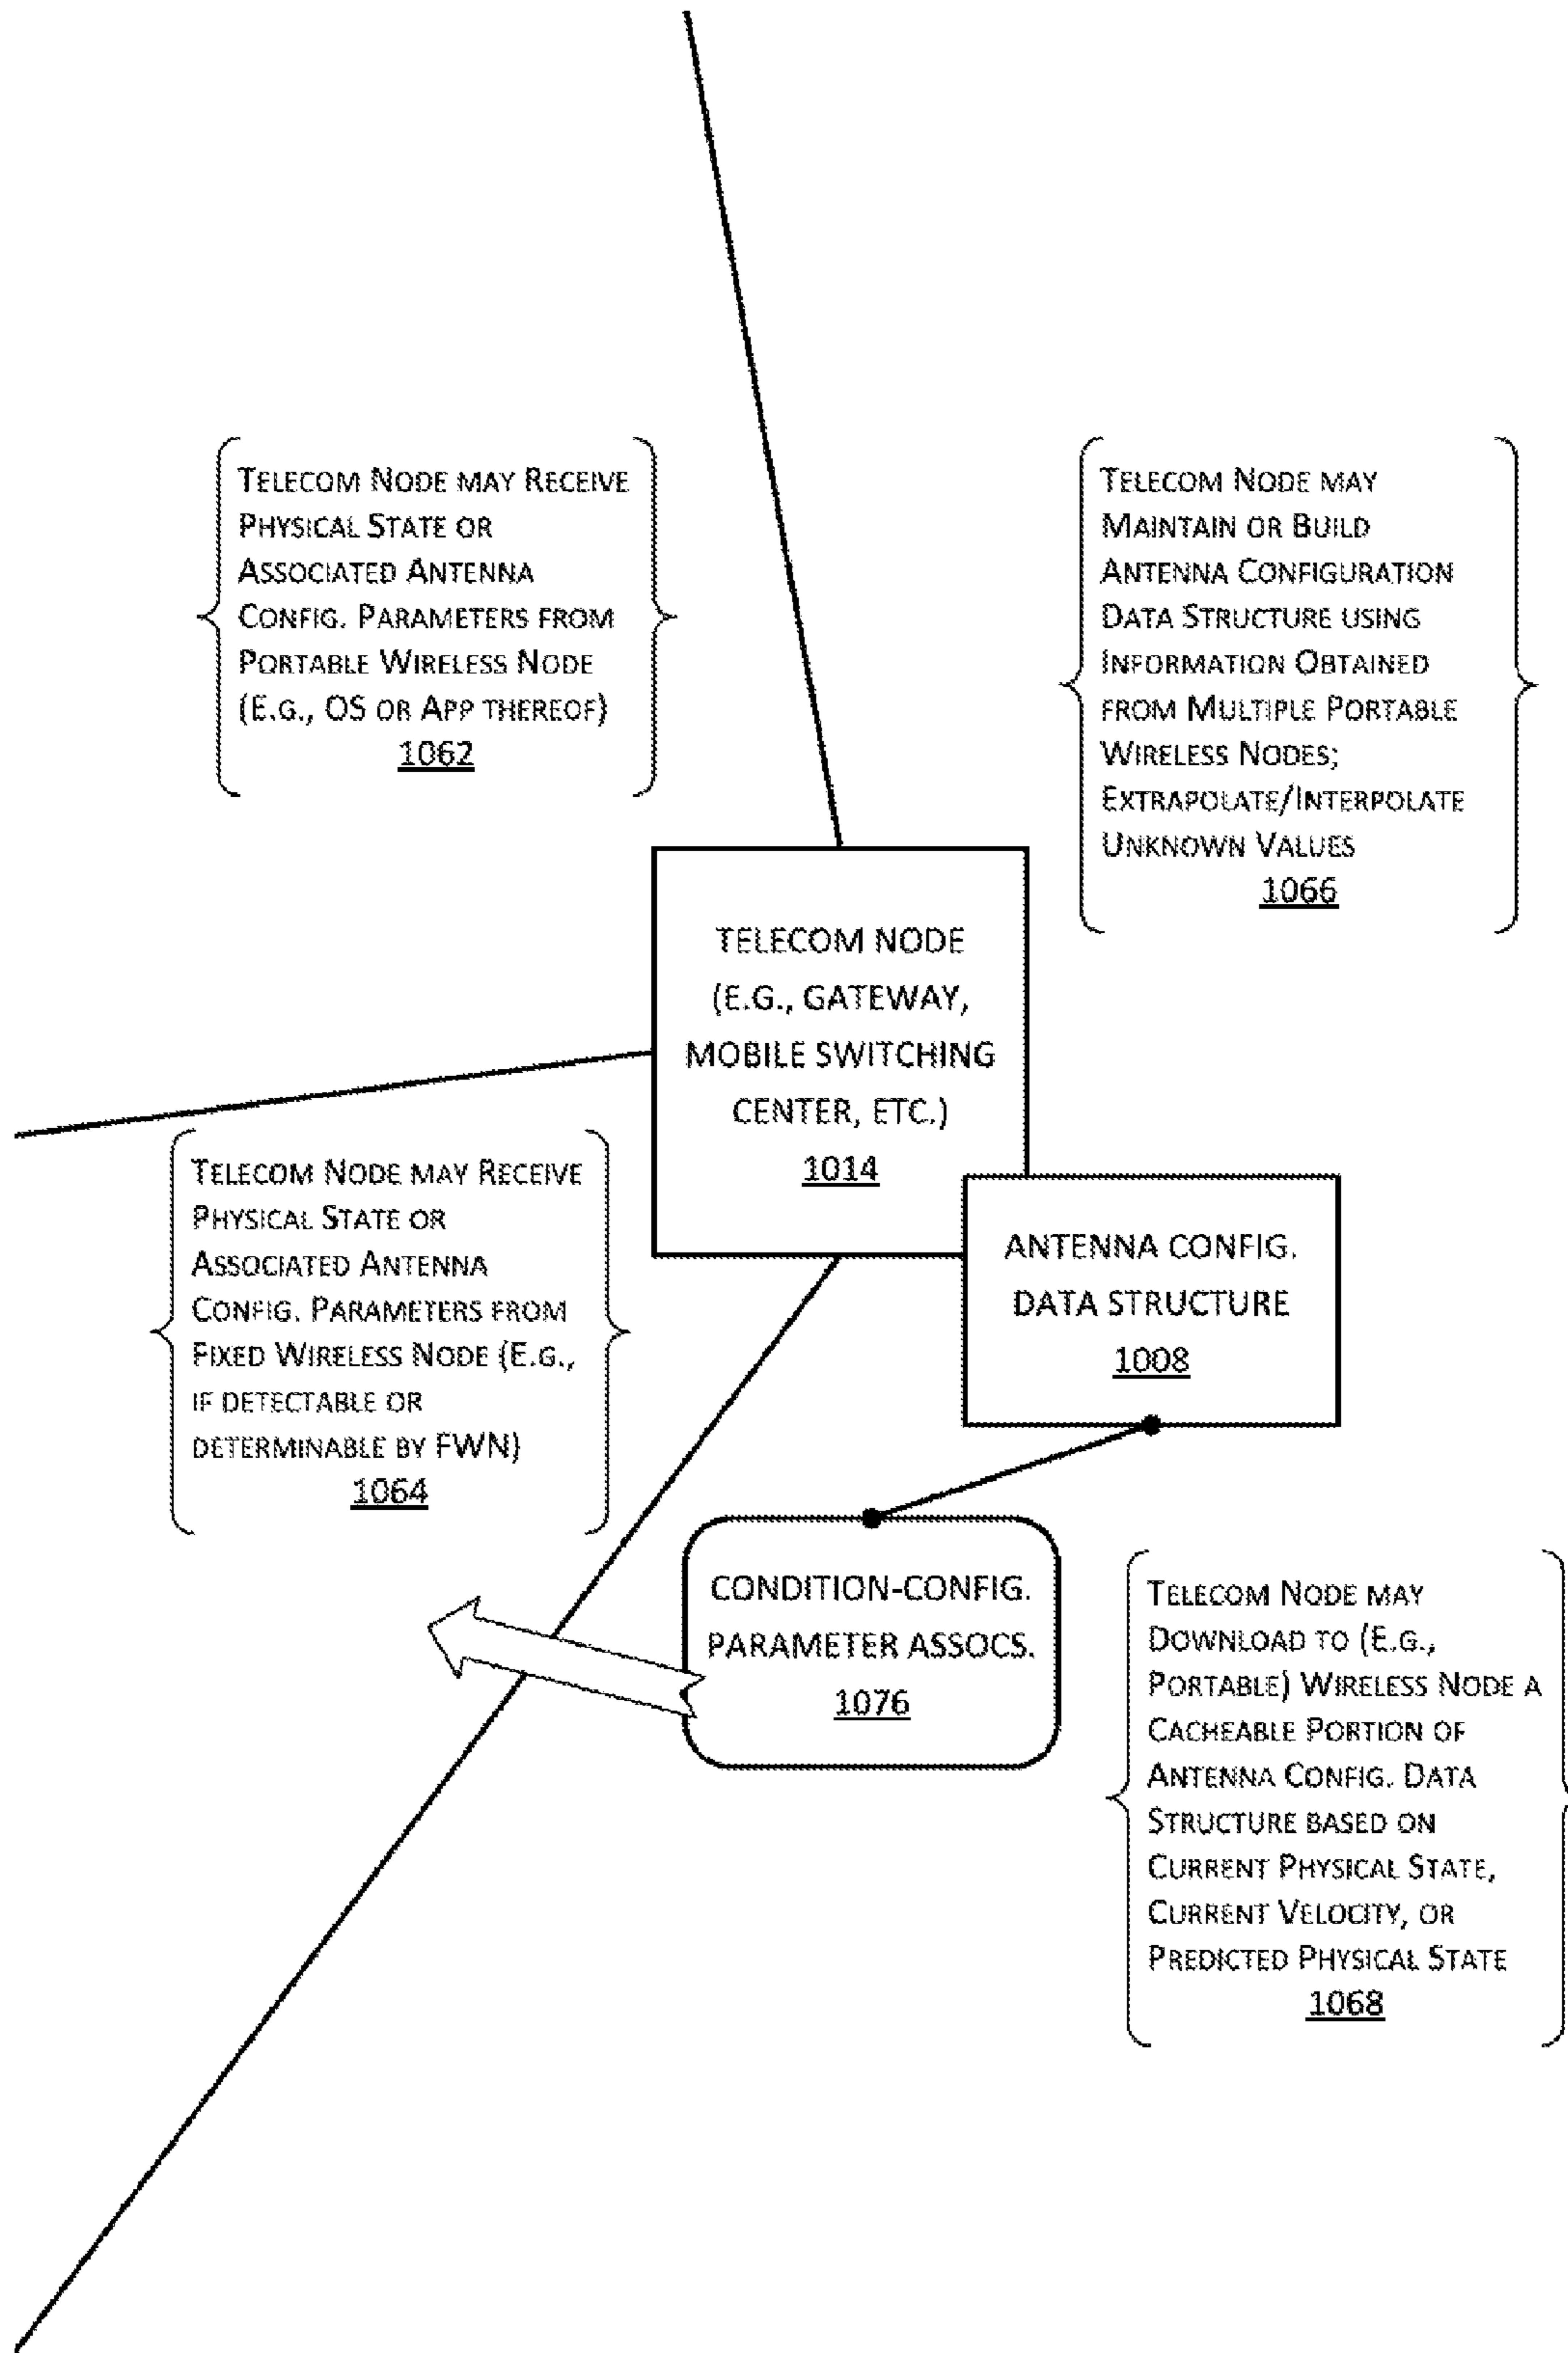 TELECOM NODE MAY RECEIVE
PHYSICAL STATE OR
ASSOCIATED ANTENNA
CONFIG. PARAMETERS FROM
PORTABLE WIRELESS NODE
(E.G., OS OR APP THEREOF)
1062
TELECOM NODE MAY
MAINTAIN OR BUILD
ANTENNA CONFIGURATION
DATA STRUCTURE USING
INFORMATION OBTAINED
FROM MULTIPLE PORTABLE
WIRELESS NODES;
EXTRAPOLATE/INTERPOLATE
UNKNOWN VALUES
1066
TELECOM NODE
(E.G., GATEWAY,
MOBILE SWITCHING
CENTER, ETC.)
1014
TELECOM NODE MAY RECEIVE
PHYSICAL STATE OR
ASSOCIATED ANTENNA
CONFIG. PARAMETERS FROM
FIXED WIRELESS NODE (E.G.,
IF DETECTABLE OR
DETERMINABLE BY FWN)
1064
ANTENNA CONFIG.
DATA STRUCTURE
1008
CONDITION-CONFIG.
PARAMETER ASSOCS.
1076
TELECOM NODE MAY
DOWNLOAD TO (E.G.,
PORTABLE) WIRELESS NODE A
CACHEABLE PORTION OF
ANTENNA CONFIG. DATA
STRUCTURE BASED ON
CURRENT PHYSICAL STATE,
CURRENT VELOCITY, OR
PREDICTED PHYSICAL STATE
1068